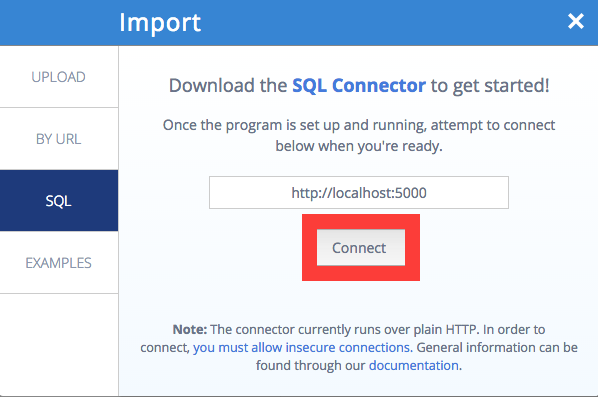 Import
UPLOAD
BY URL
SQL
EXAMPLES
Download the SQL Connector to get started!
Once the program is set up and running, attempt to connect
below when you're ready.
http://localhost:5000
Connect
Note: The connector currently runs over plain HTTP. In order to
connect, you must allow insecure connections. General information can be
found through our documentation.